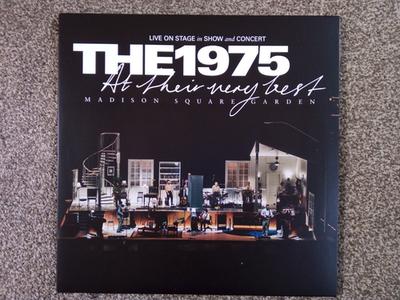 LIVE ON STAGE in SHOW and CONCERT
THE 1975
At their very best
MADISON SQUARE GARDEN